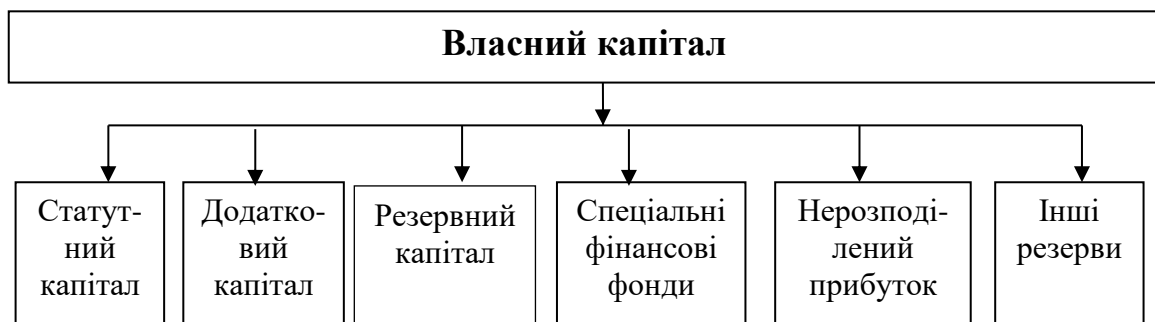 Власний капітал
Статут-
ний
капітал
Додатко-
вий
капітал
Резервний
капітал
Спеціальні
фінансові
фонди
Нерозподі-
лений
прибуток
Інші
резерви